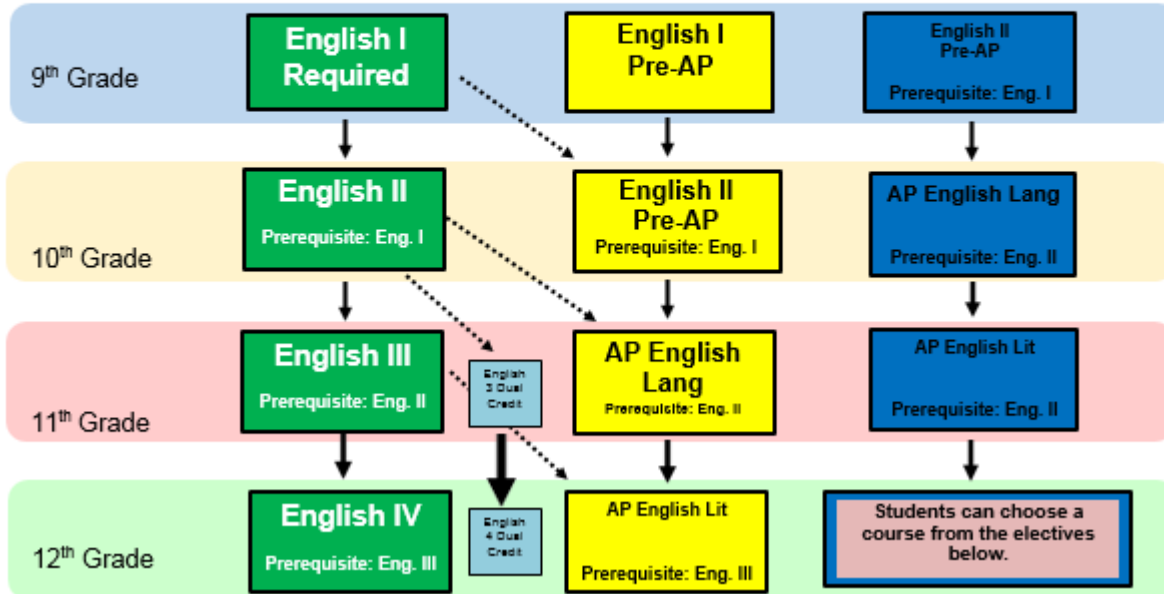 9th Grade
English I
Required
English I
Pre-AP
English II
Pre-AP
Prerequisite: Eng. I
10th Grade
English II
Prerequisite: Eng. I
English II
Pre-AP
Prerequisite: Eng. I
AP English Lang
Prerequisite: Eng. II
11th Grade
English III
Prerequisite: Eng. II
English
3 Dual
Credit
AP English
Lang
Prerequisite: Eng. II
AP English Lit
Prerequisite: Eng. II
12th Grade
English IV
Prerequisite: Eng. III
English
4 Dual
Credit
AP English Lit
Prerequisite: Eng. III
Students can choose a
course from the electives
below.